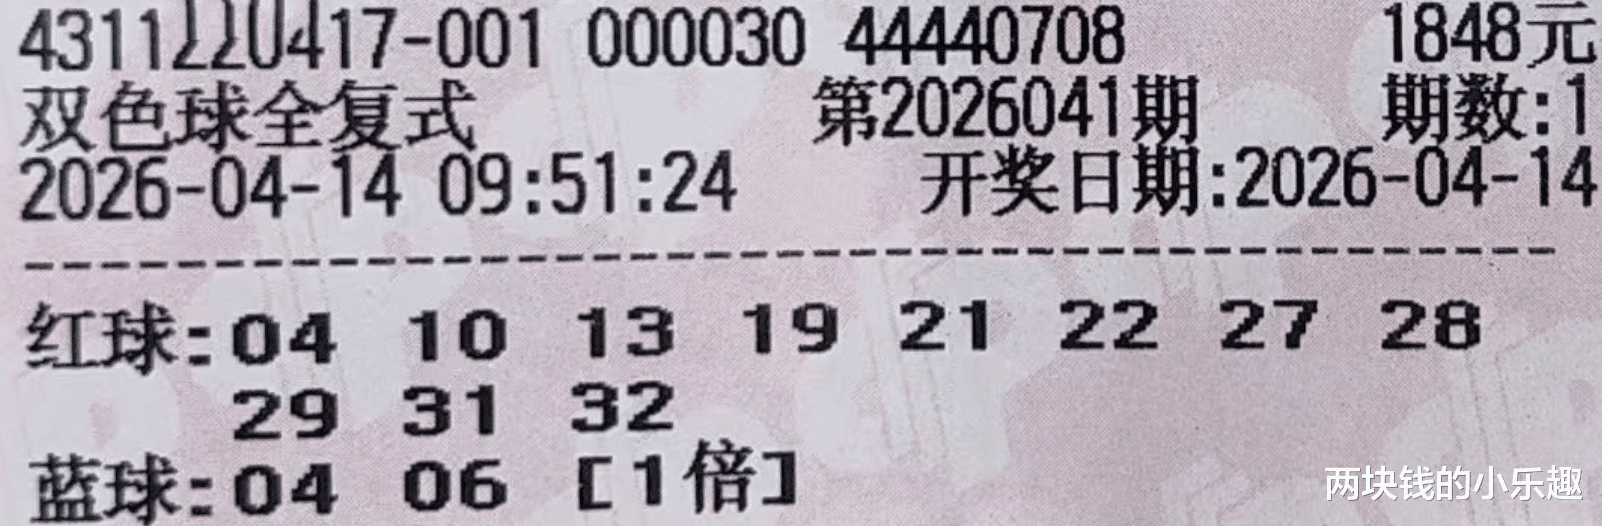 4311220417-001 000030 44440708 1848元
双色球全复式 第2026041期 期数:1
2026-04-14 09:51:24 开奖日期:2026-04-14
红球:04 10 13 19 21 22 27 28
29 31 32
蓝球:04 06 [1倍]
两块钱的小乐趣